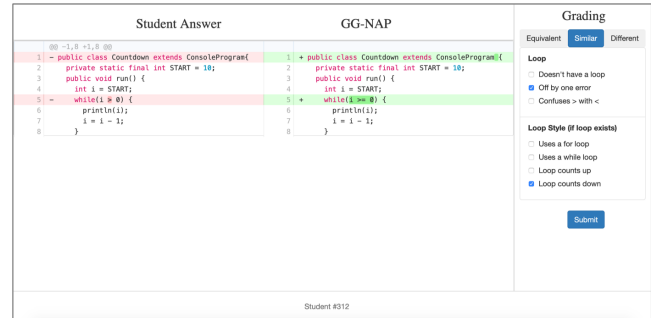 Student Answer
GG-NAP
@@ -1,8 +1,8 @@
1 - public class Countdown extends ConsoleProgram{
2 private static final int START = 10;
3 public void run() {
4 int i = START;
5 - while(i > 0) {
6 println(i);
7 i = i - 1;
8 }
1 + public class Countdown extends ConsoleProgram {
2 private static final int START = 10;
3 public void run() {
4 int i = START;
5 + while(i >= 0) {
6 println(i);
7 i = i - 1;
8 }
Grading
Equivalent Similar Different
Loop
Doesn't have a loop
Off by one error
Confuses > with <
Loop Style (if loop exists)
Uses a for loop
Uses a while loop
Loop counts up
Loop counts down
Submit
Student #312